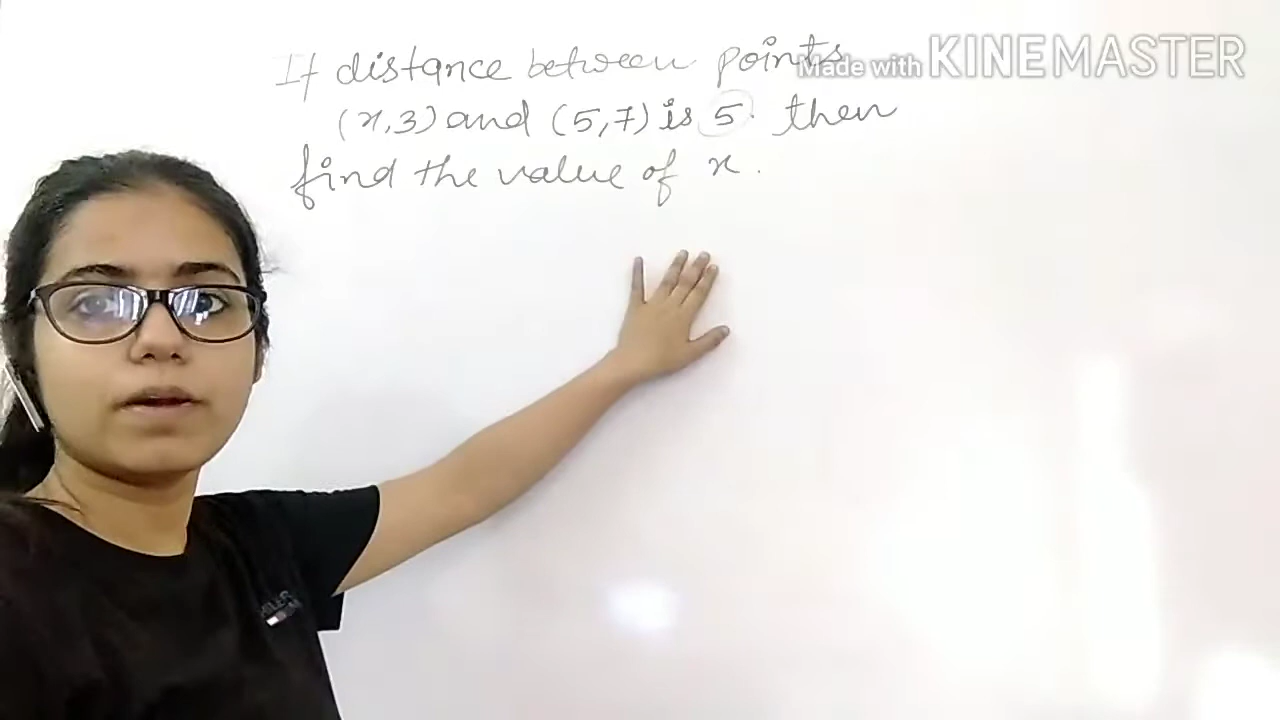 If distance between points
(x,3) and (5,7) is 5. then
find the value of x.
Made with KINEMASTER